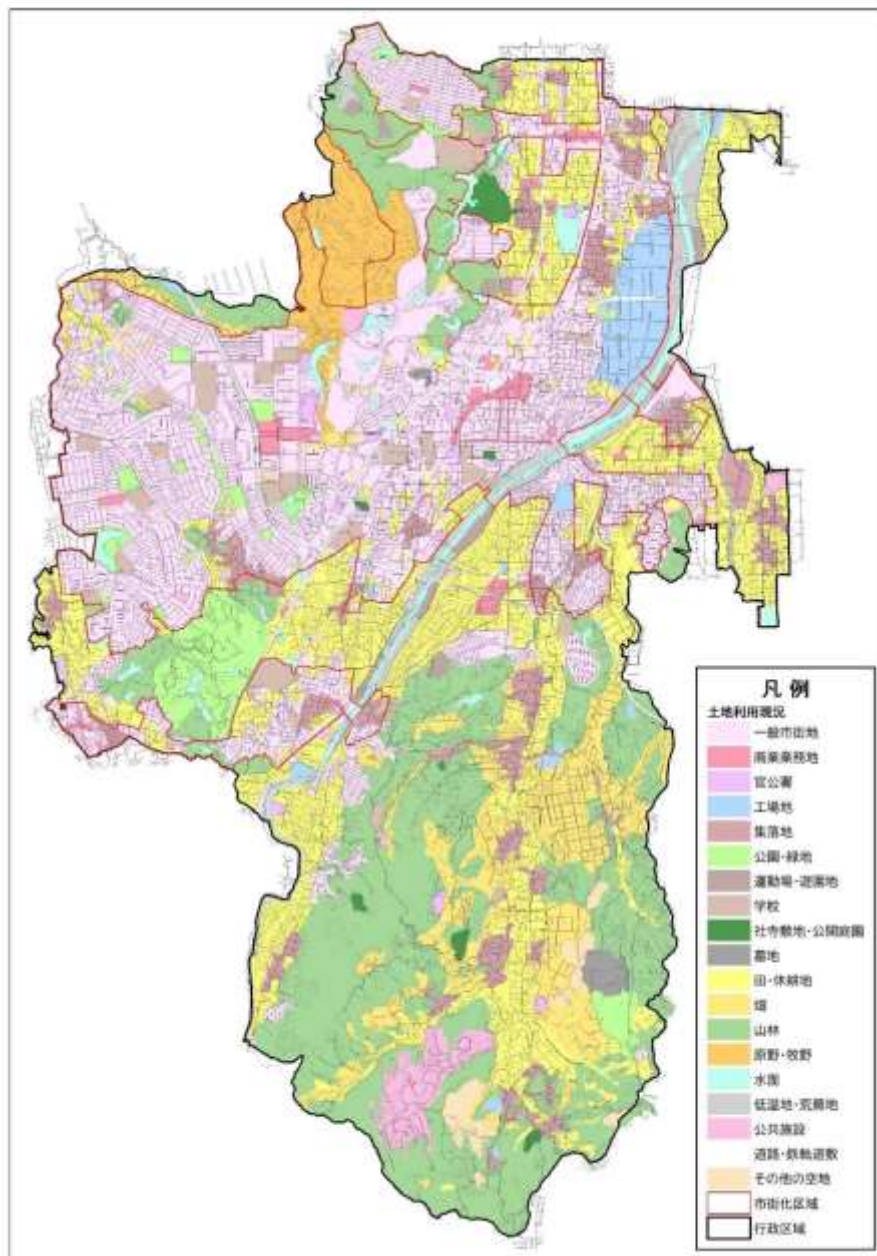 凡例
土地利用現況
一般市街地
商業業務地
官公署
工場地
集落地
公園・緑地
運動場・遊園地
学校
社寺敷地・公開庭園
墓地
田・休耕地
畑
山林
原野・牧野
水面
低湿地・荒蕪地
公共施設
道路・鉄軌道敷
その他の空地
市街化区域
行政区域